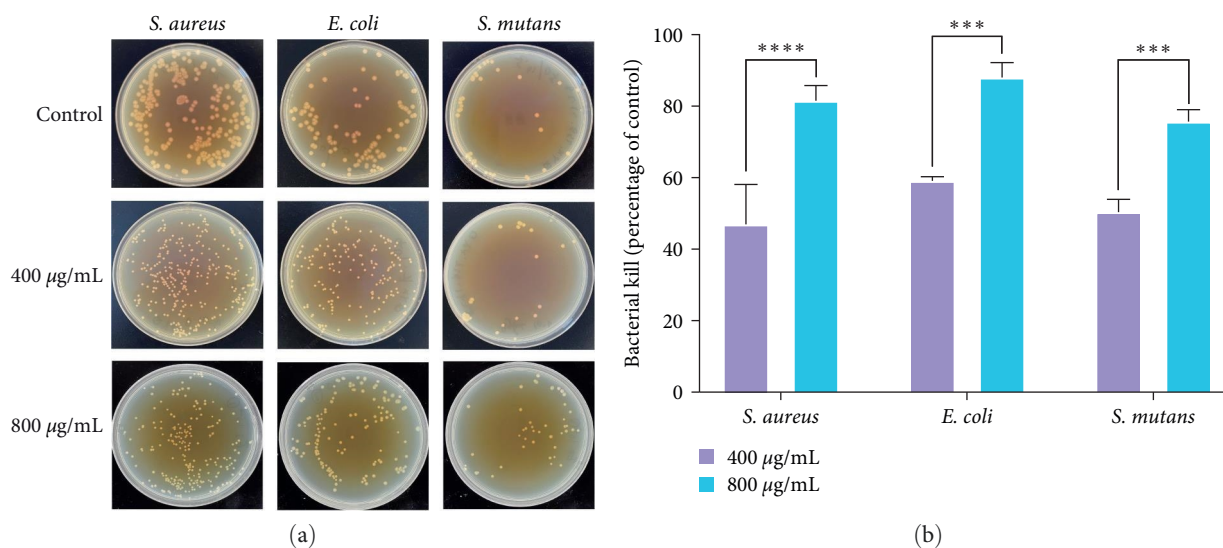 S. aureus E. coli S. mutans
Control
400 μg/mL
800 μg/mL
(a)
Bacterial kill (percentage of control)
100
80
60
40
20
0
****
***
***
S. aureus E. coli S. mutans
400 μg/mL
800 μg/mL
(b)